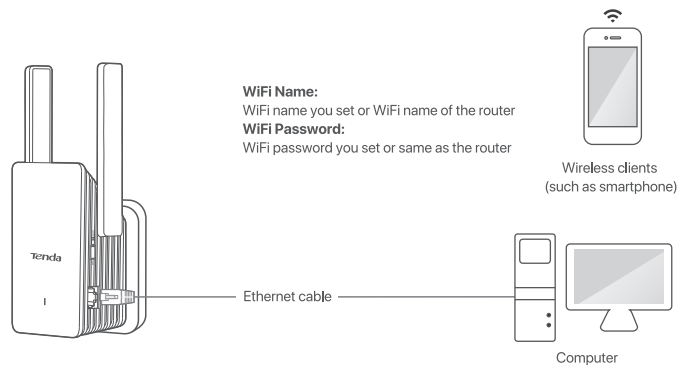 WiFi Name:
WiFi name you set or WiFi name of the router
WiFi Password:
WiFi password you set or same as the router
Wireless clients
(such as smartphone)
Tenda
Ethernet cable
Computer